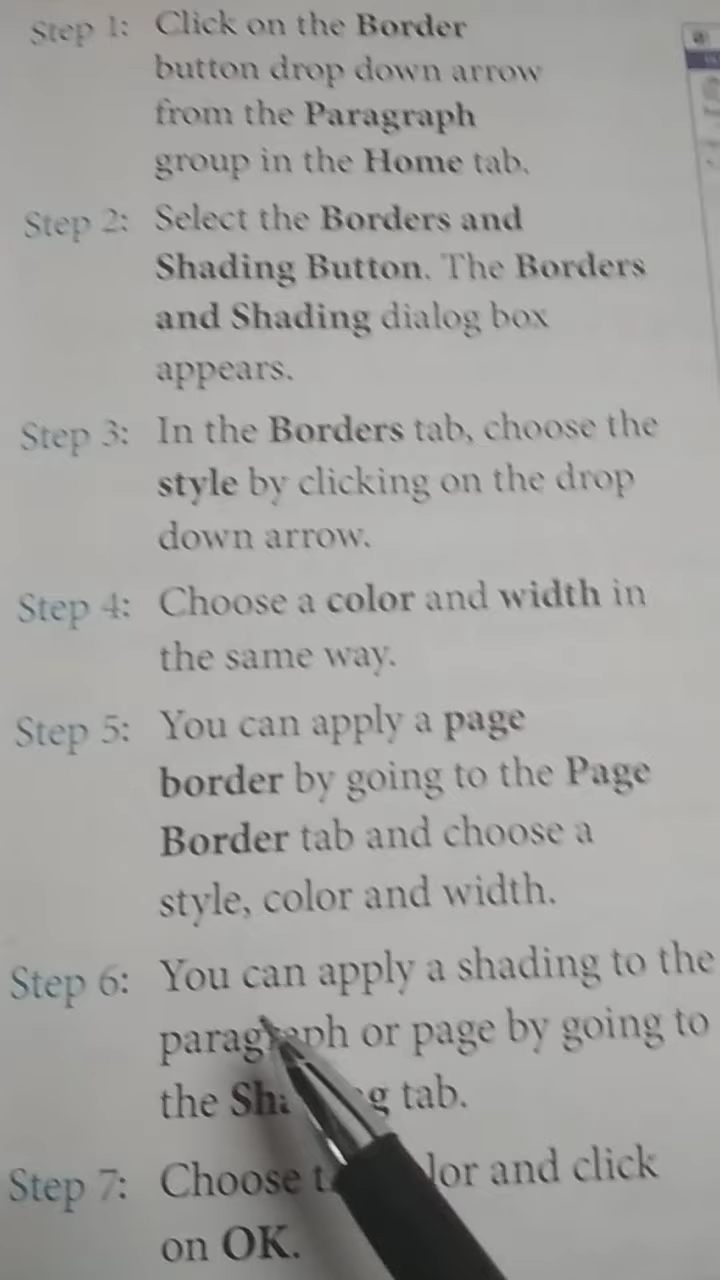 Step 1: Click on the Border
button drop down arrow
from the Paragraph
group in the Home tab.
Step 2: Select the Borders and
Shading Button. The Borders
and Shading dialog box
appears.
Step 3: In the Borders tab, choose the
style by clicking on the drop
down arrow.
Step 4: Choose a color and width in
the same way.
Step 5: You can apply a page
border by going to the Page
Border tab and choose a
style, color and width.
Step 6: You can apply a shading to the
paragraph or page by going to
the tab.
Step 7: Choose and click
on OK.